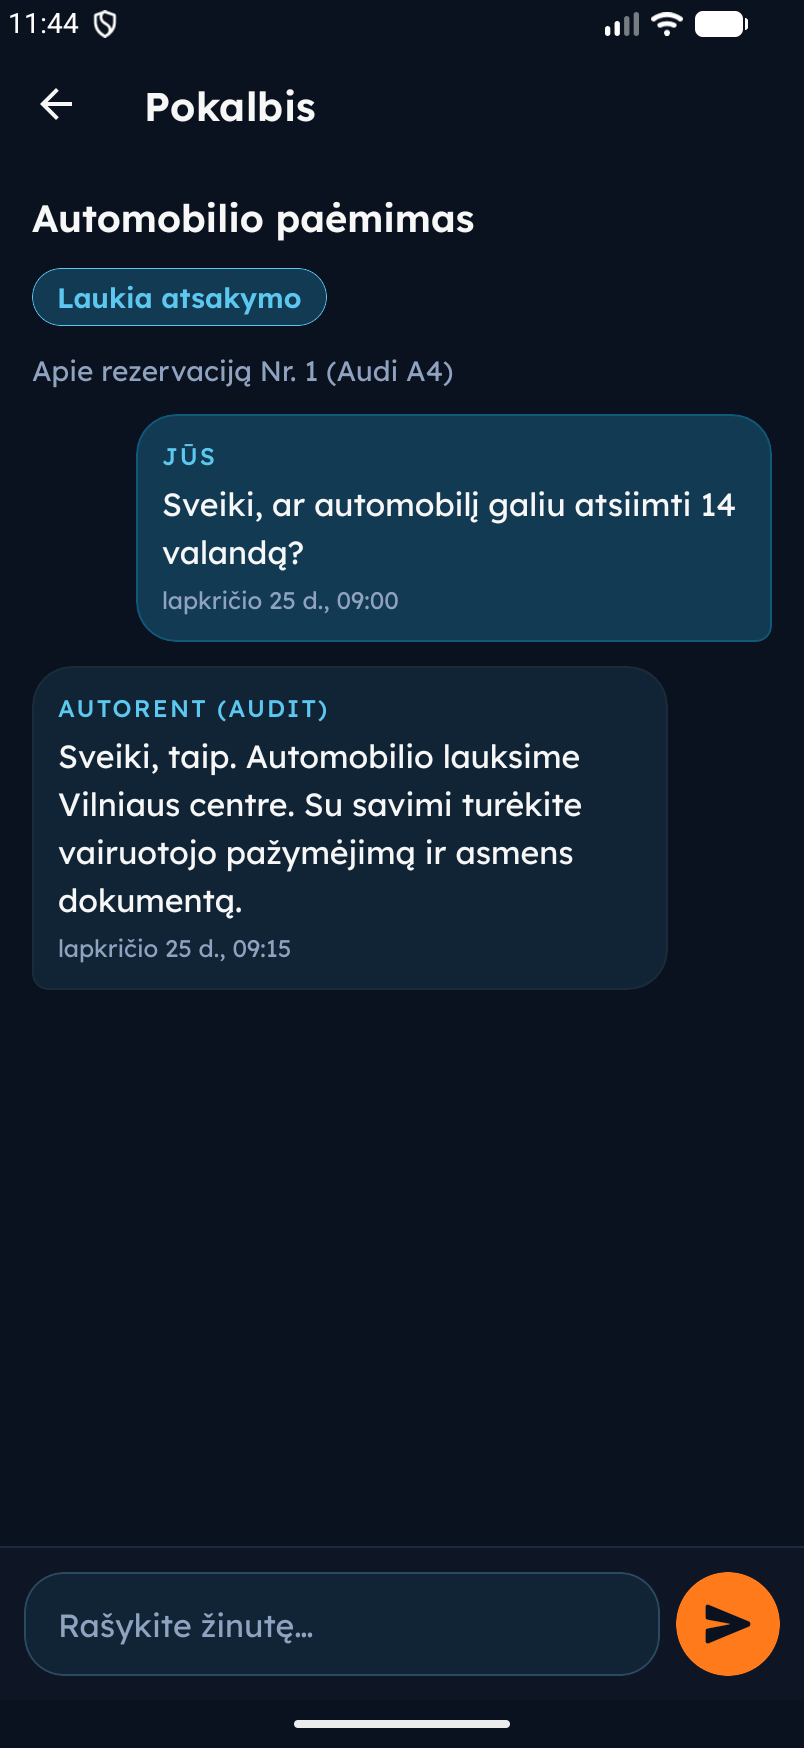 11:44
Pokalbis
Automobilio paėmimas
Laukia atsakymo
Apie rezervaciją Nr. 1 (Audi A4)
JŪS
Sveiki, ar automobilį galiu atsiimti 14
valandą?
lapkričio 25 d., 09:00
AUTORENT (AUDIT)
Sveiki, taip. Automobilio lauksime
Vilniaus centre. Su savimi turėkite
vairuotojo pažymėjimą ir asmens
dokumentą.
lapkričio 25 d., 09:15
Rašykite žinutę…